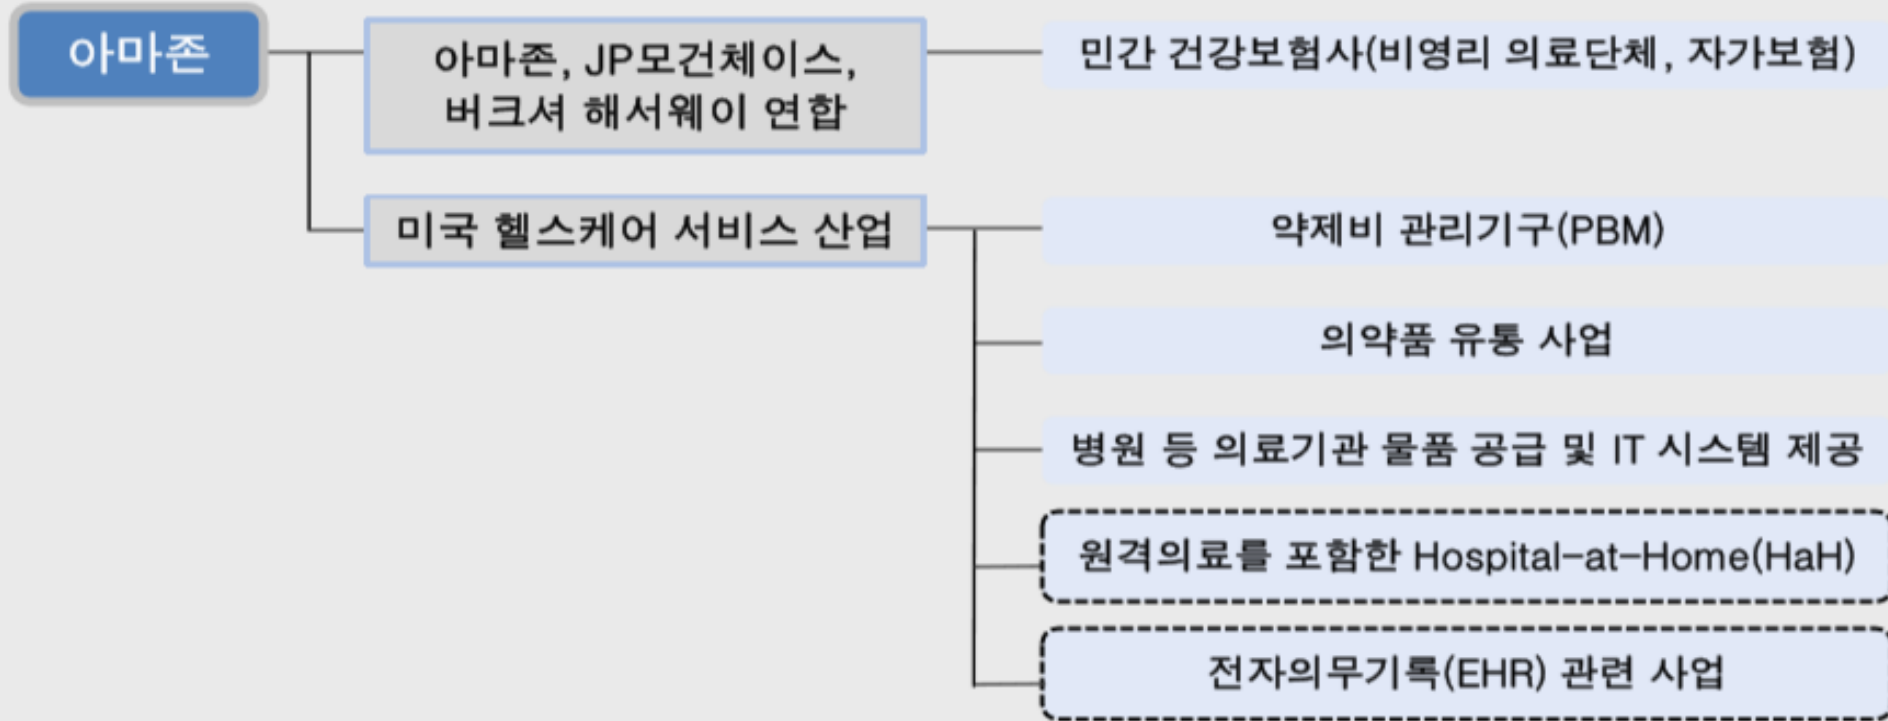 아마존
아마존, JP모건체이스,
버크셔 해서웨이 연합
민간 건강보험사(비영리 의료단체, 자가보험)
미국 헬스케어 서비스 산업
약제비 관리기구(PBM)
의약품 유통 사업
병원 등 의료기관 물품 공급 및 IT 시스템 제공
원격의료를 포함한 Hospital-at-Home(HaH)
전자의무기록(EHR) 관련 사업